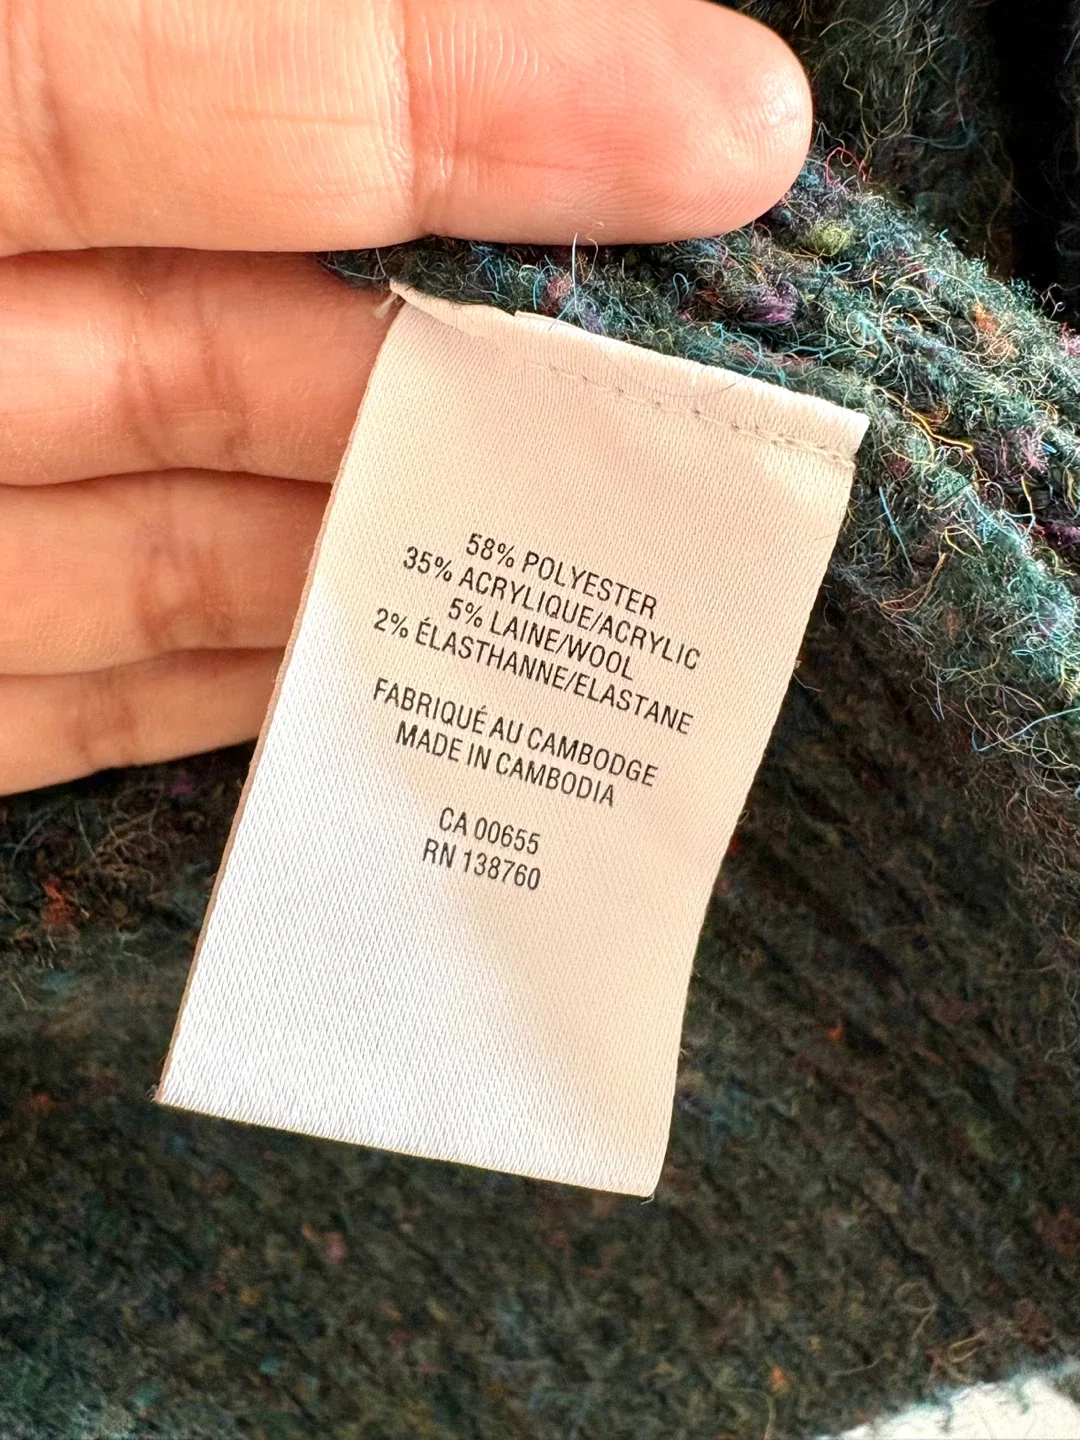 58% POLYESTER
35% ACRYLIQUE/ACRYLIC
5% LAINE/WOOL
2% ÉLASTHANNE/ELASTANE
FABRIQUÉ AU CAMBODGE
MADE IN CAMBODIA
CA 00655
RN 138760